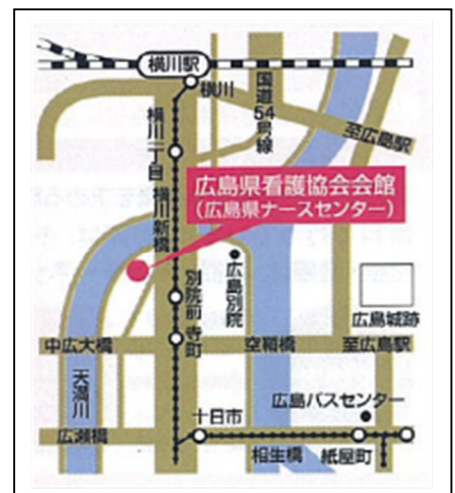 横川駅
横川
国道54号線
至広島駅
横川一丁目
横川新橋
広島県看護協会会館
(広島県ナースセンター)
広島別院
別院前
寺町
広島城跡
中広大橋
空稲橋
至広島駅
天満川
十日市
広島バスセンター
広瀬橋
相生橋
紙屋町